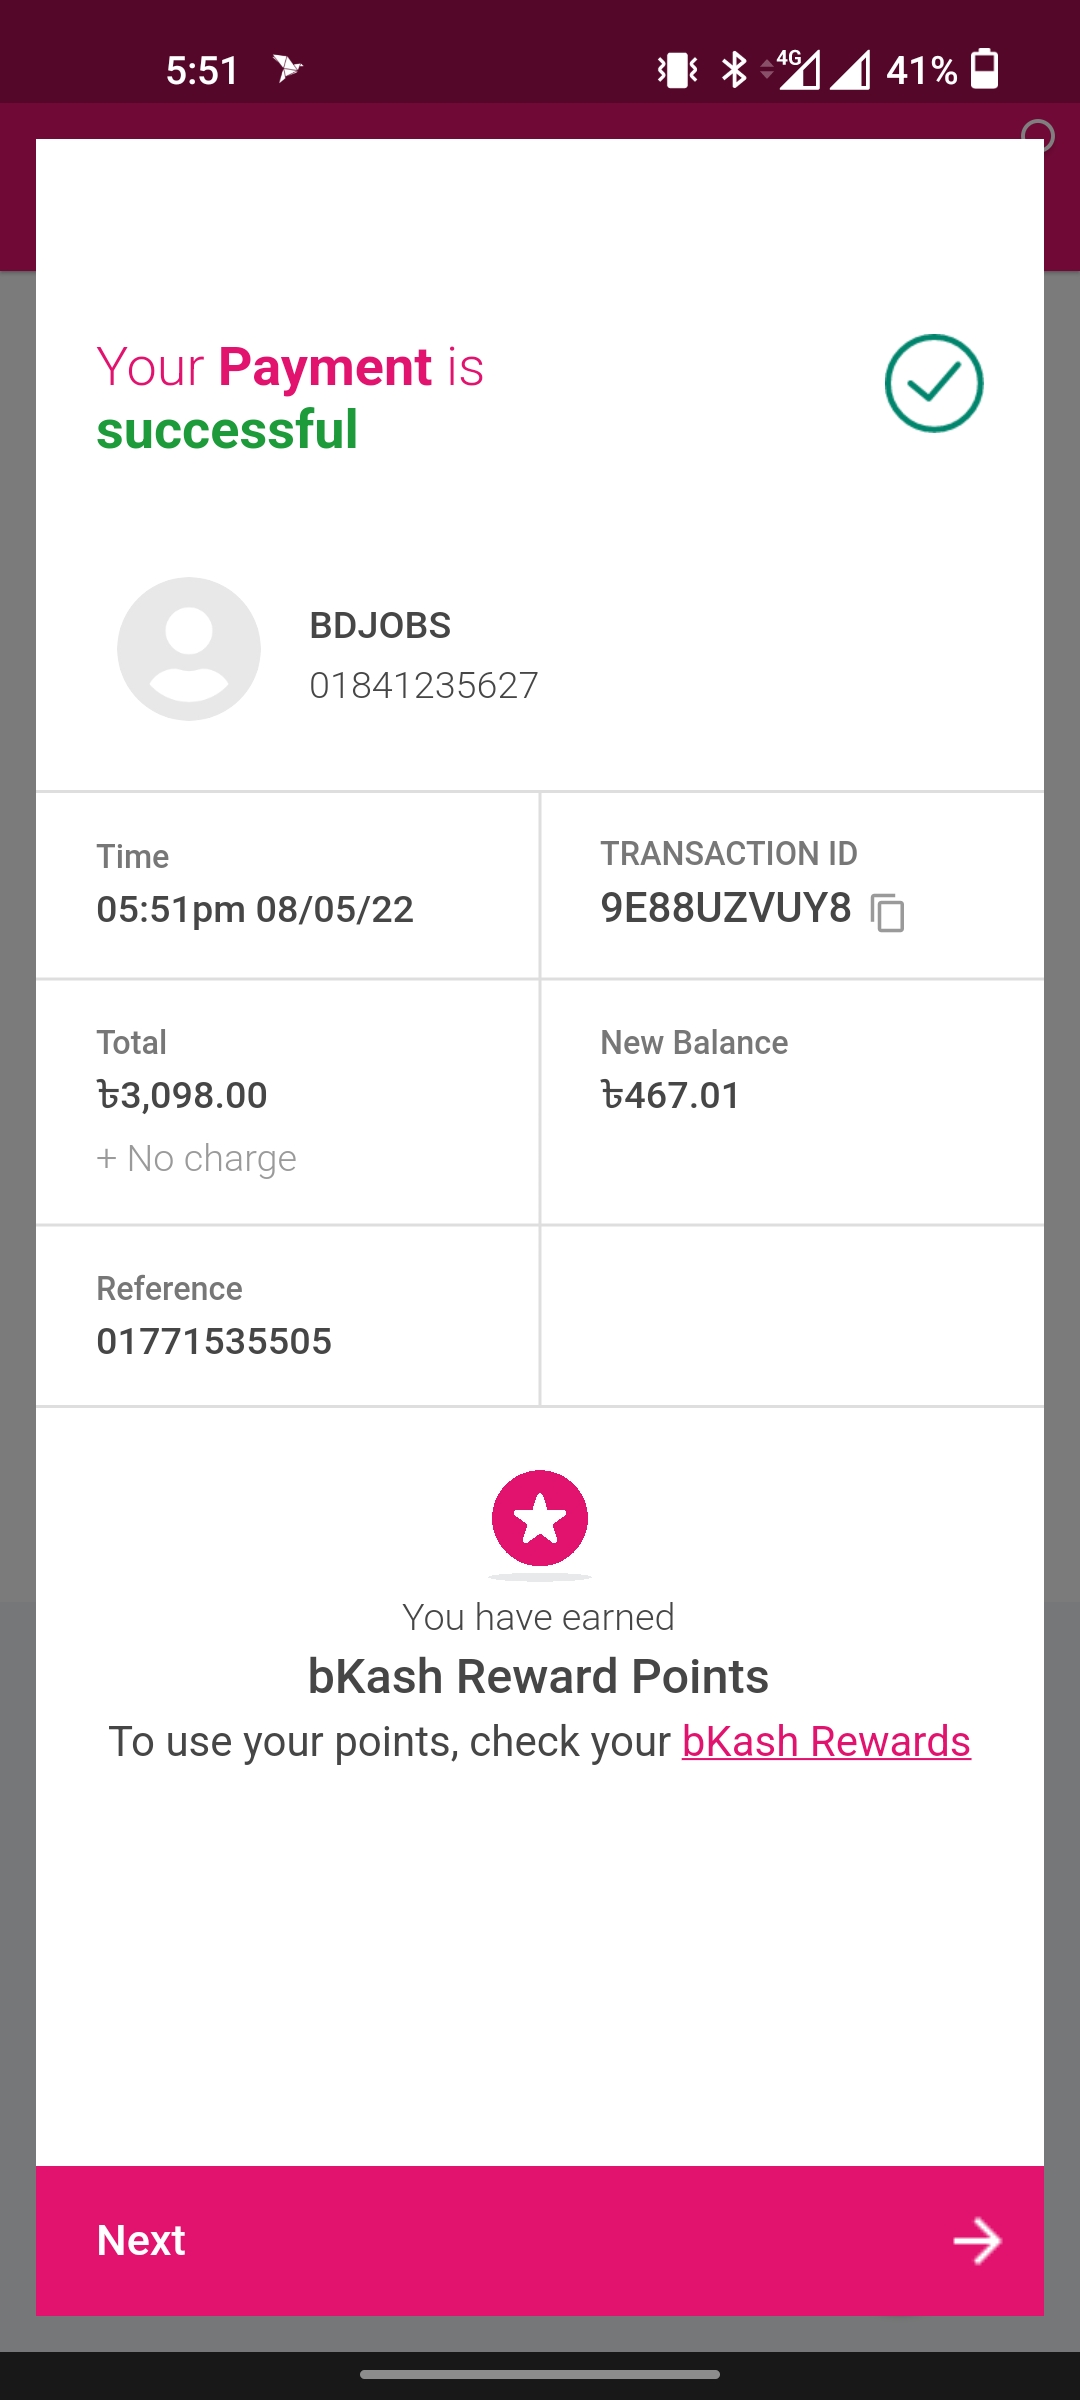 5:51
4G 41%
Your Payment is
successful
BDJOBS
01841235627
Time
05:51pm 08/05/22
TRANSACTION ID
9E88UZVUY8
Total
৳3,098.00
+ No charge
New Balance
৳467.01
Reference
01771535505
You have earned
bKash Reward Points
To use your points, check your bKash Rewards
Next